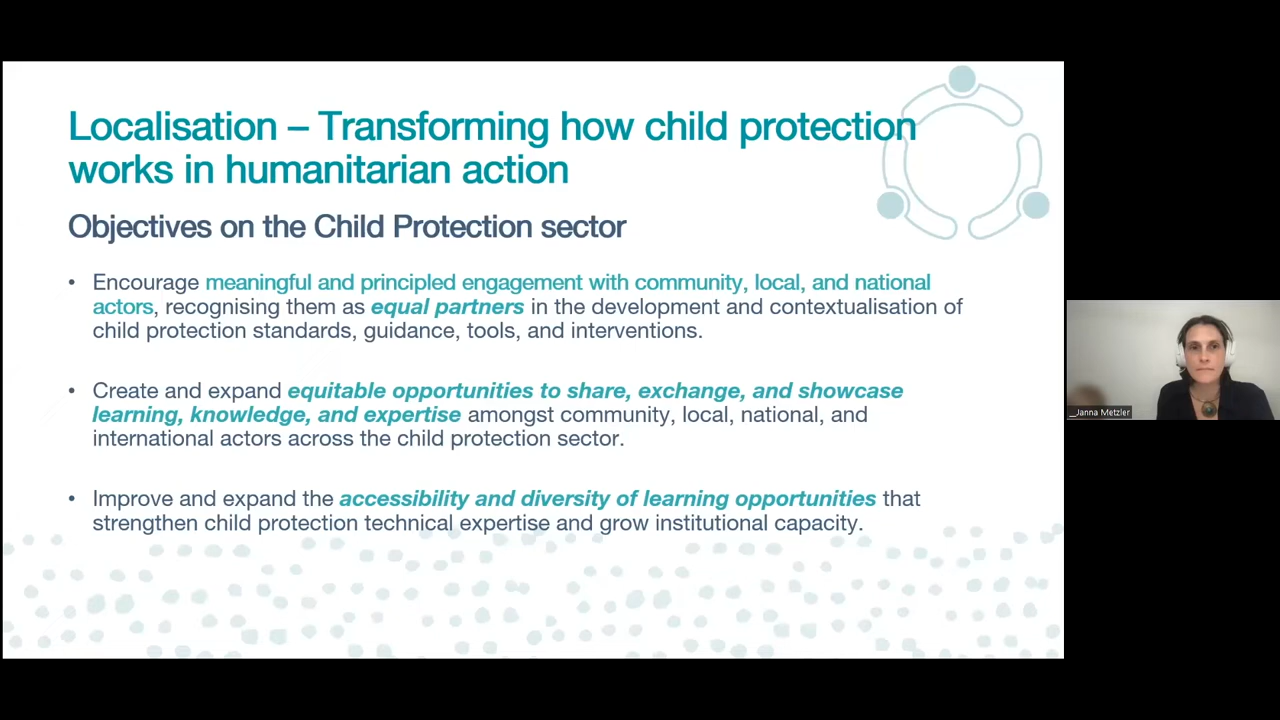 Localisation – Transforming how child protection
works in humanitarian action
Objectives on the Child Protection sector
• Encourage meaningful and principled engagement with community, local, and national
actors, recognising them as equal partners in the development and contextualisation of
child protection standards, guidance, tools, and interventions.
• Create and expand equitable opportunities to share, exchange, and showcase
learning, knowledge, and expertise amongst community, local, national, and
international actors across the child protection sector.
• Improve and expand the accessibility and diversity of learning opportunities that
strengthen child protection technical expertise and grow institutional capacity.
__Janna Metzler